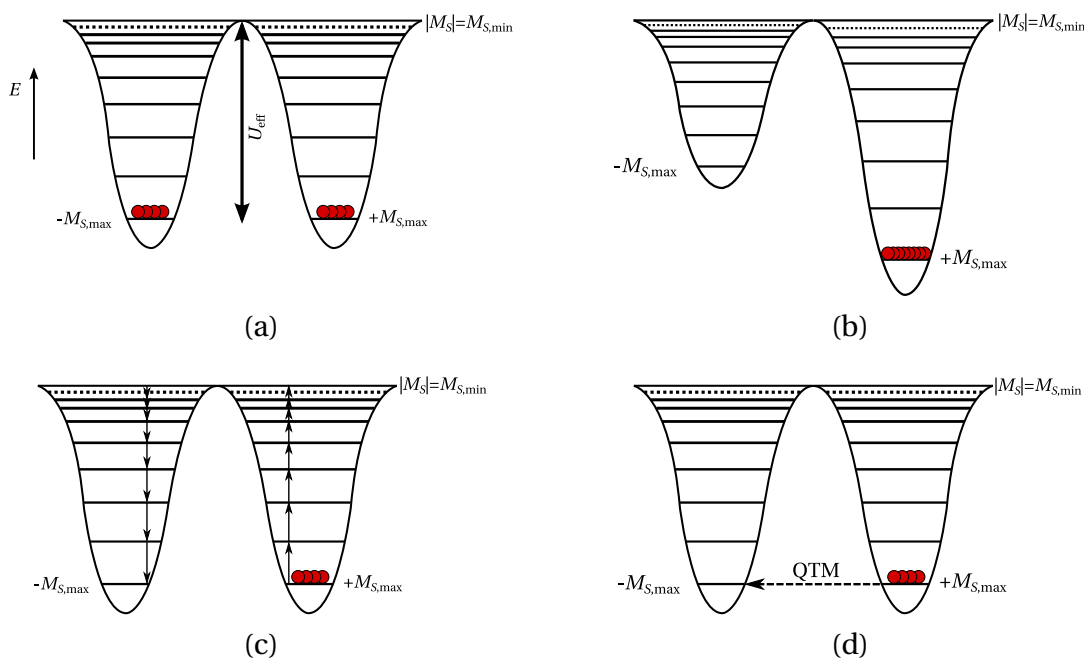 |M_S|=M_S,min
E
U_eff
-M_S,max
+M_S,max
(a)
|M_S|=M_S,min
-M_S,max
+M_S,max
(b)
|M_S|=M_S,min
-M_S,max
+M_S,max
(c)
|M_S|=M_S,min
QTM
-M_S,max
+M_S,max
(d)